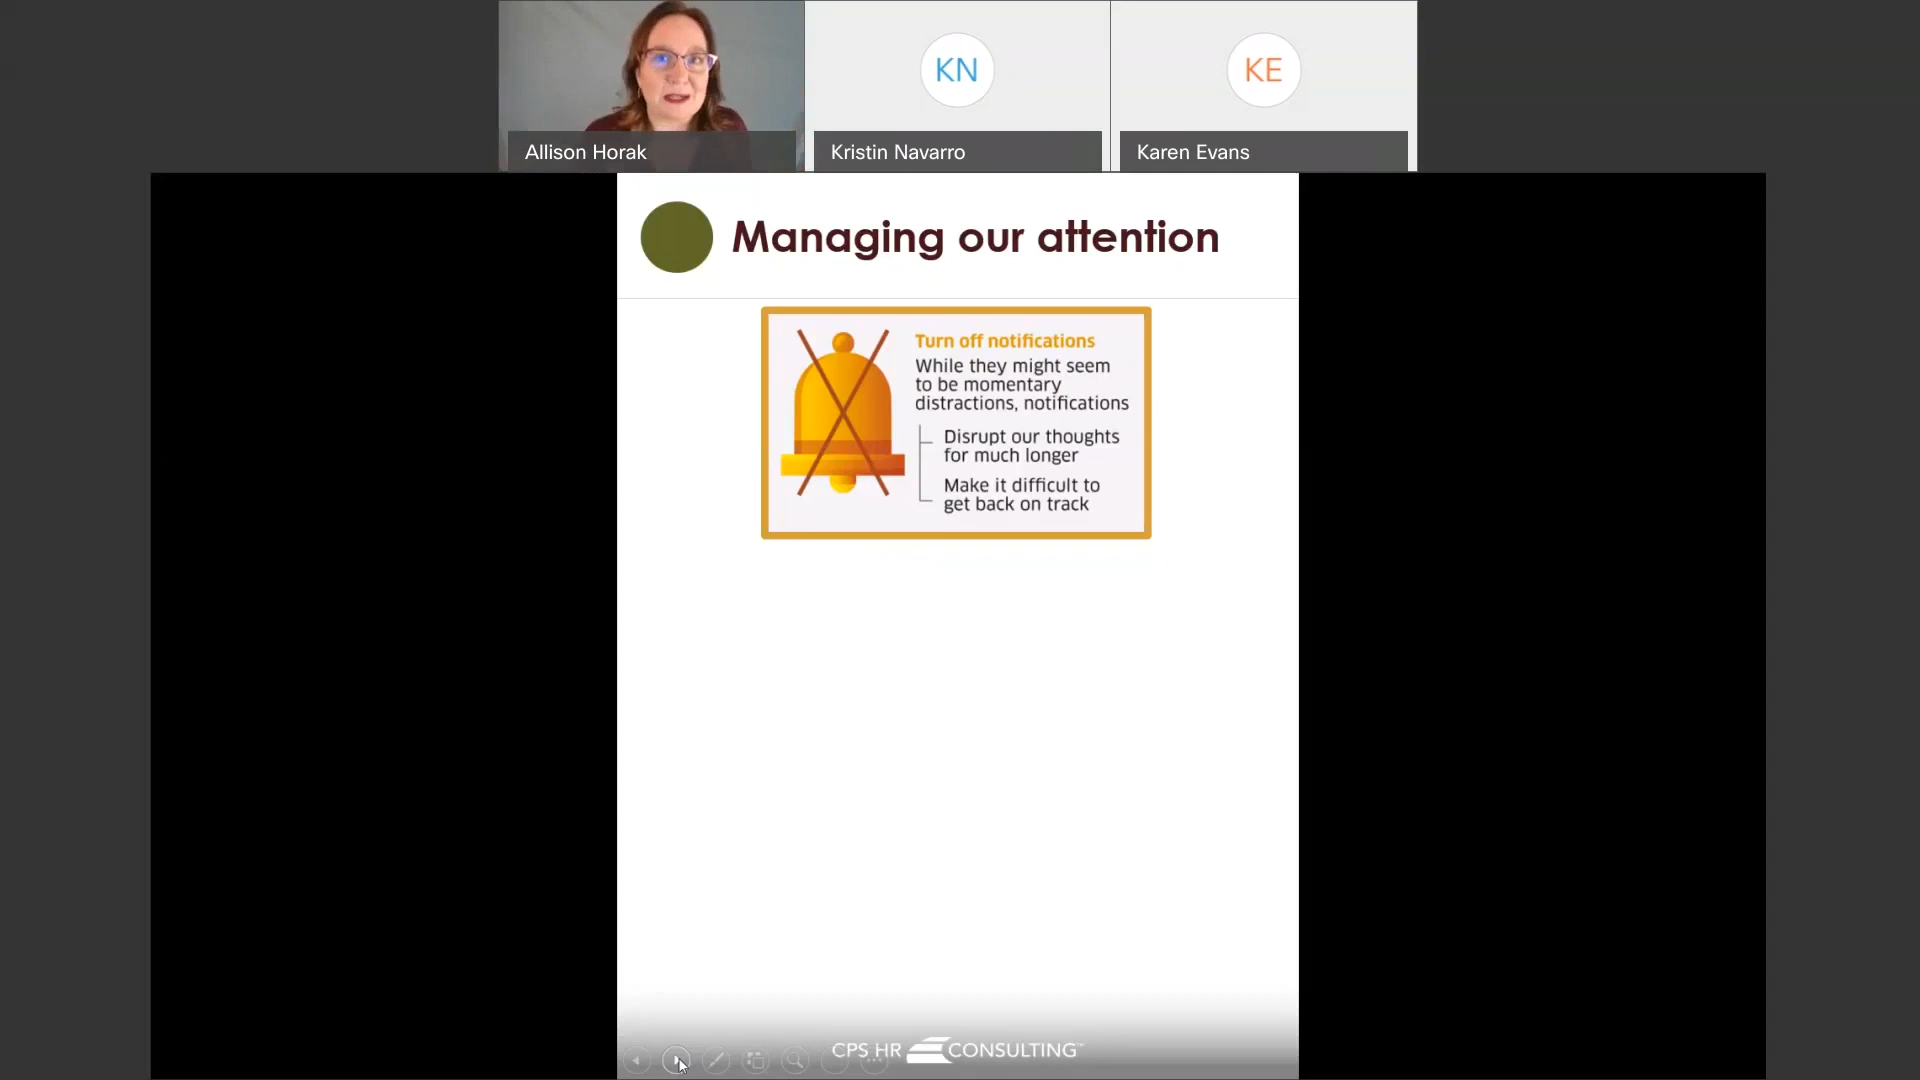 KN
KE
Allison Horak
Kristin Navarro
Karen Evans
Managing our attention
Turn off notifications
While they might seem
to be momentary
distractions, notifications
Disrupt our thoughts
for much longer
Make it difficult to
get back on track
CPS HR CONSULTING™